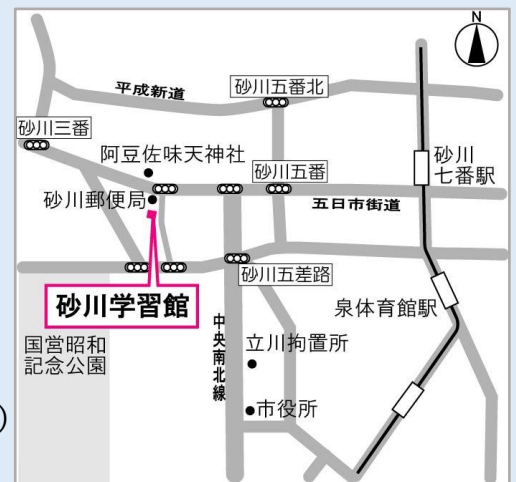 N
平成新道
砂川五番北
砂川三番
阿豆佐味天神社
砂川五番
砂川
七番駅
砂川郵便局
五日市街道
砂川五差路
砂川学習館
泉体育館駅
国営昭和
記念公園
中央南北線
立川拘置所
市役所
)